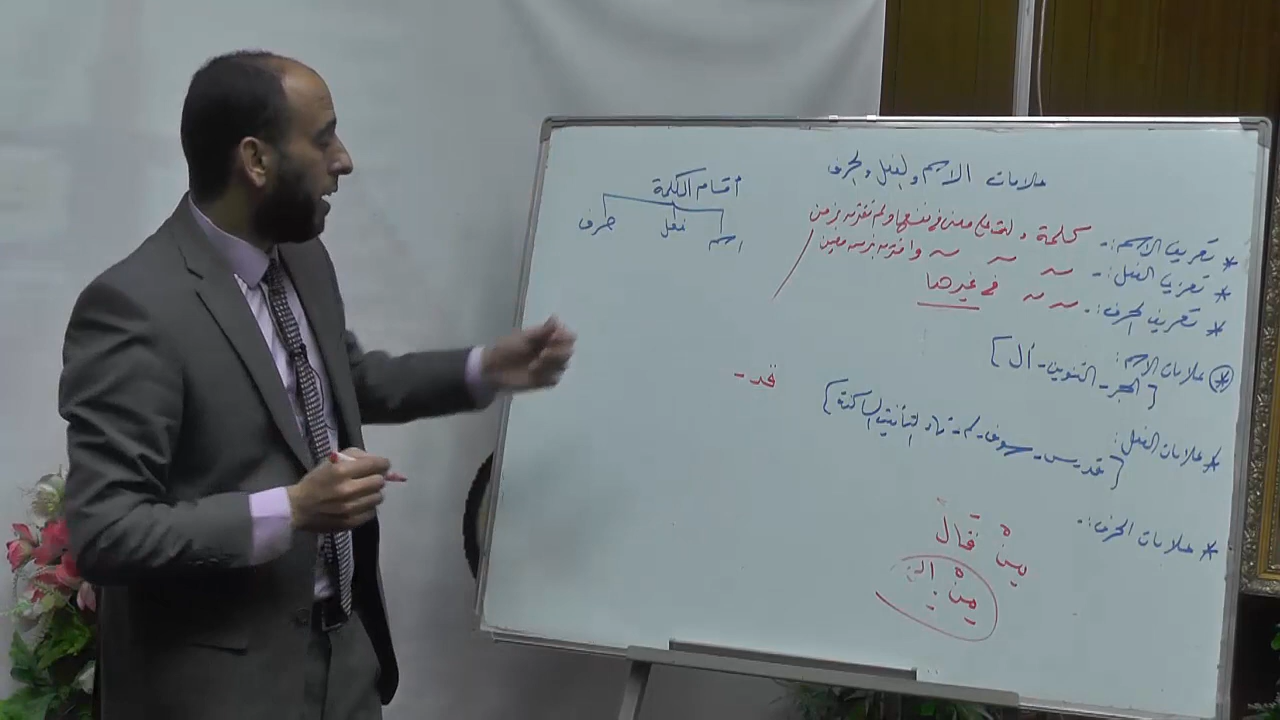 علامات الاسم والفعل والحرف
* تعريف الاسم:- كلمة دلت على معنى في نفسها ولم تقترن بزمن
* تعريف الفعل:- ~ ~ ~ واقترنت بزمن معين
* تعريف الحرف:- ~ ~ في غيرها
* علامات الاسم:
[الجر - التنوين - أل]
* علامات الفعل:
[قد - س - سوف - لم - تاء التأنيث الساكنة]
* علامات الحرف:-
مِنْ قَالَ
مِنْ
أقسام الكلمة
اسم فعل حرف
قد -